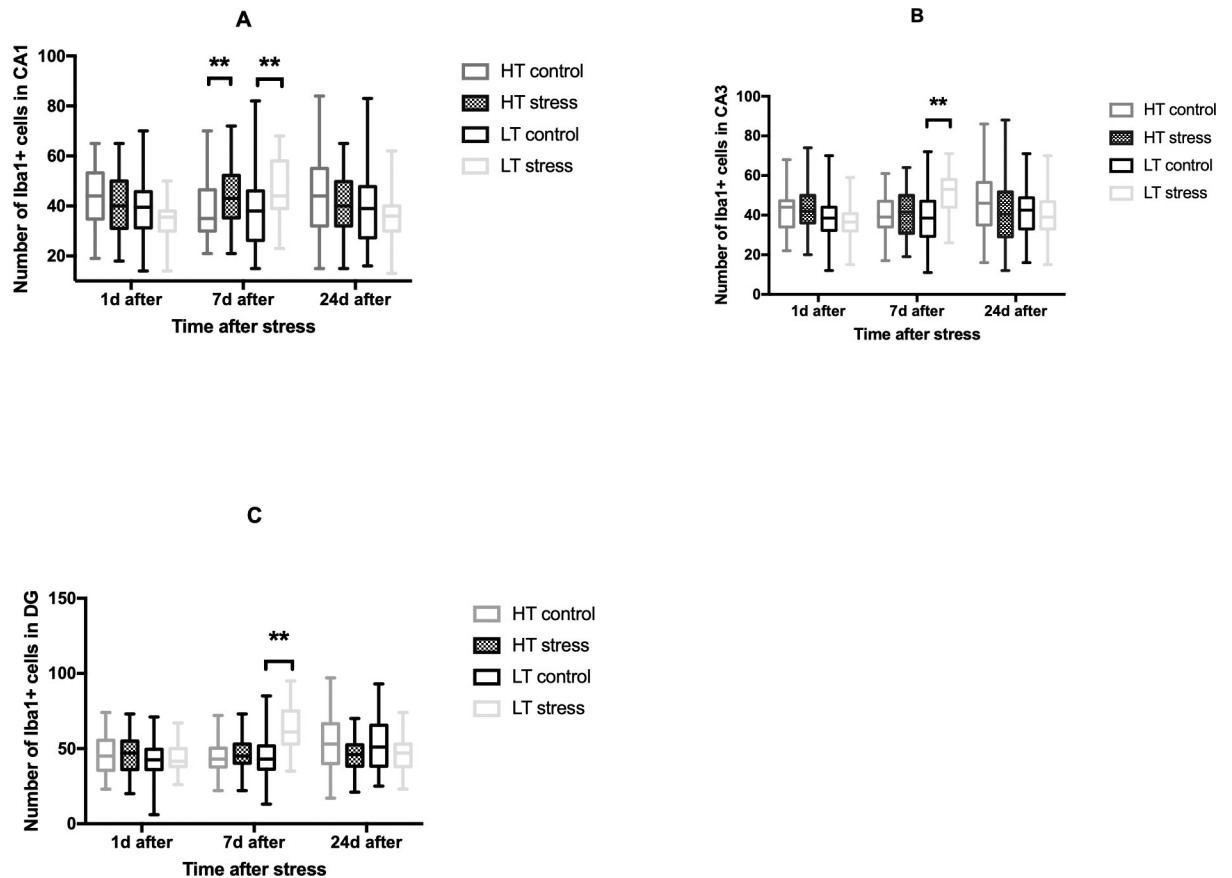 A
Number of Iba1+ cells in CA1
100
80
60
40
20
** **
1d after 7d after 24d after
Time after stress
HT control
HT stress
LT control
LT stress
B
Number of Iba1+ cells in CA3
100
80
60
40
20
0
**
1d after 7d after 24d after
Time after stress
HT control
HT stress
LT control
LT stress
C
Number of Iba1+ cells in DG
150
100
50
0
**
1d after 7d after 24d after
Time after stress
HT control
HT stress
LT control
LT stress